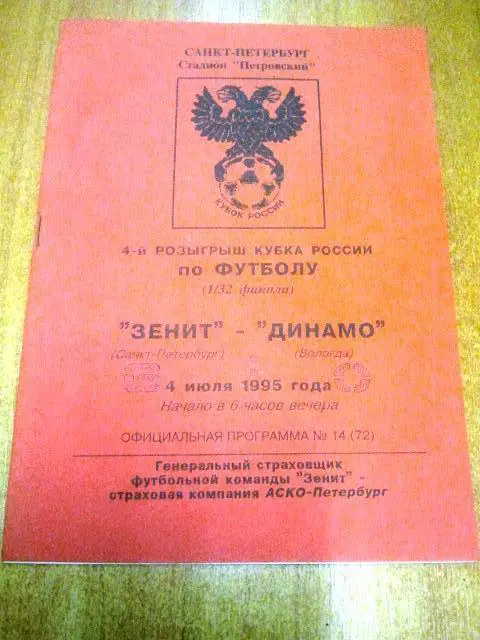 САНКТ-ПЕТЕРБУРГ
Стадион "Петровский"
КУБОК РОССИИ
4-й РОЗЫГРЫШ КУБКА РОССИИ
по ФУТБОЛУ
(1/32 финала)
"ЗЕНИТ" - "ДИНАМО"
(Санкт-Петербург) (Вологда)
4 июля 1995 года
Начало в 6 часов вечера
ОФИЦИАЛЬНАЯ ПРОГРАММА № 14 (72)
Генеральный страховщик
футбольной команды "Зенит" -
страховая компания АСКО-Петербург